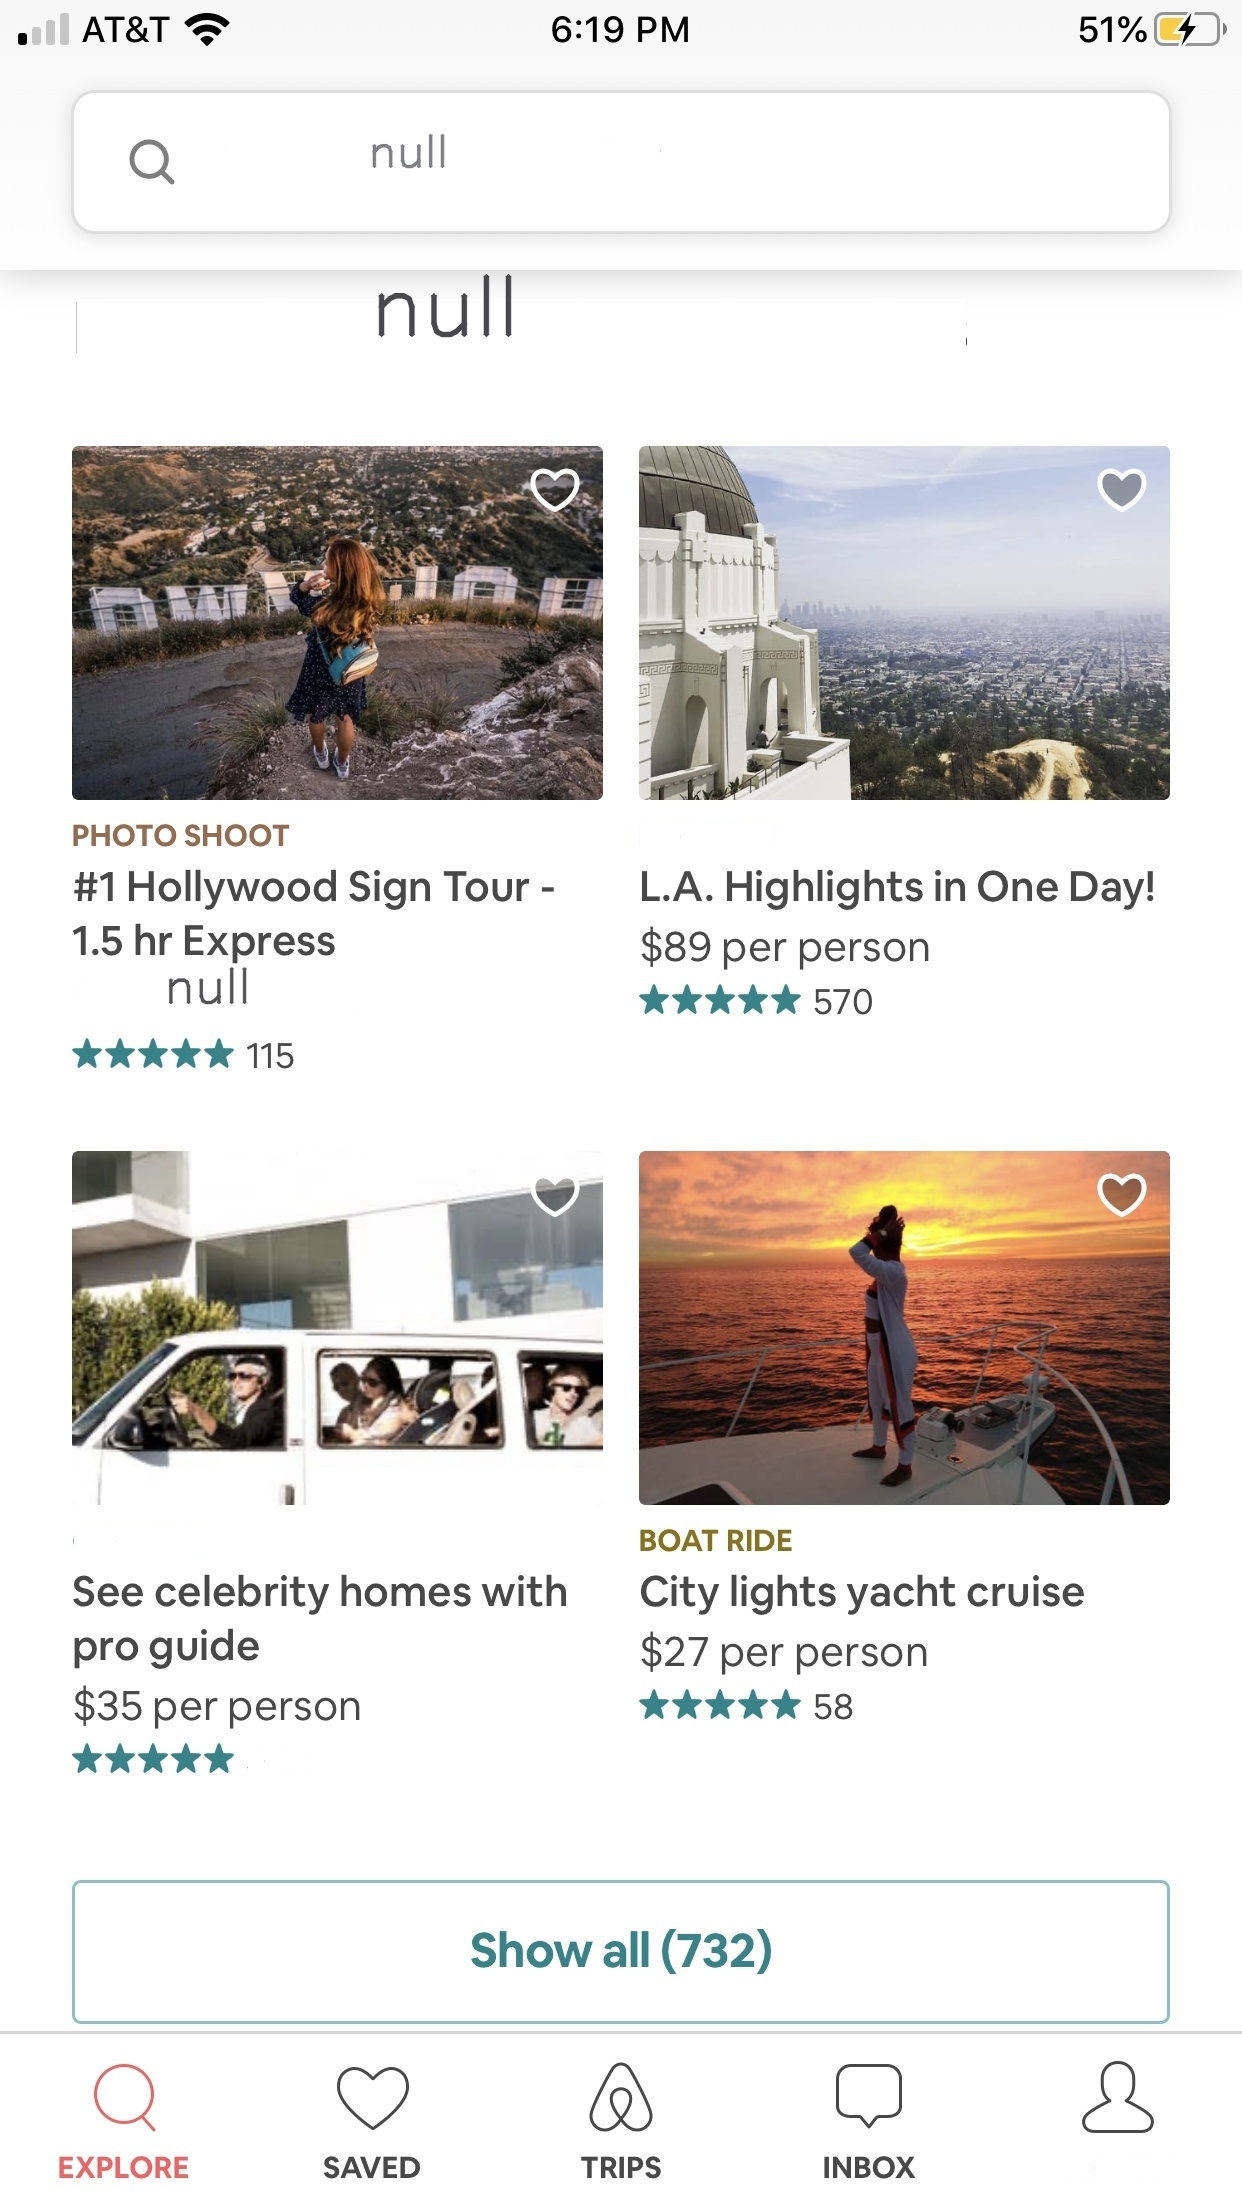 AT&T 6:19 PM 51%
null
null
PHOTO SHOOT
#1 Hollywood Sign Tour -
1.5 hr Express
null
115
L.A. Highlights in One Day!
$89 per person
570
See celebrity homes with
pro guide
$35 per person
BOAT RIDE
City lights yacht cruise
$27 per person
58
Show all (732)
EXPLORE
SAVED
TRIPS
INBOX